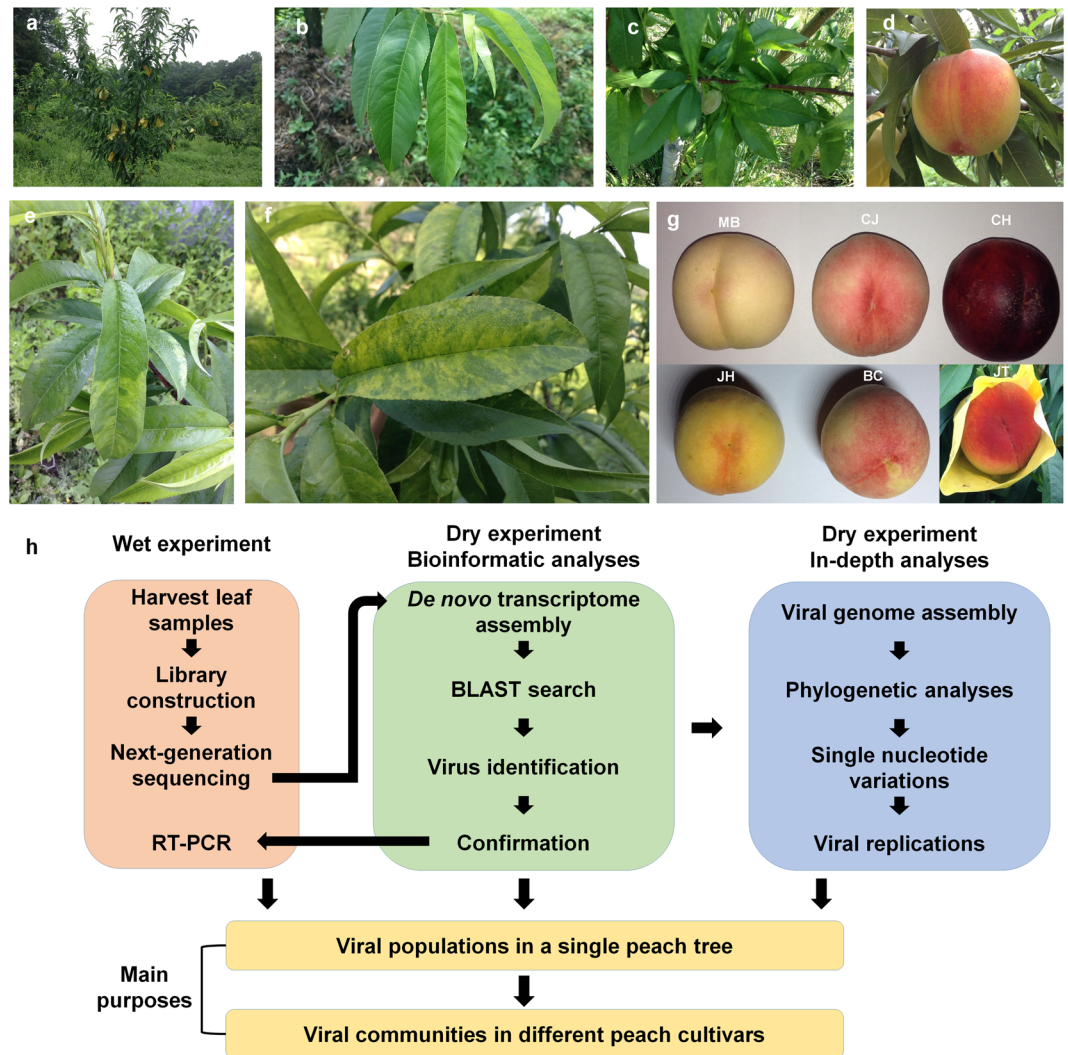 a
b
c
d
e
f
g
MB
CJ
CH
JH
BC
JT
h
Wet experiment
Harvest leaf
samples
Library
construction
Next-generation
sequencing
RT-PCR
Dry experiment
Bioinformatic analyses
De novo transcriptome
assembly
BLAST search
Virus identification
Confirmation
Dry experiment
In-depth analyses
Viral genome assembly
Phylogenetic analyses
Single nucleotide
variations
Viral replications
Main
purposes
Viral populations in a single peach tree
Viral communities in different peach cultivars